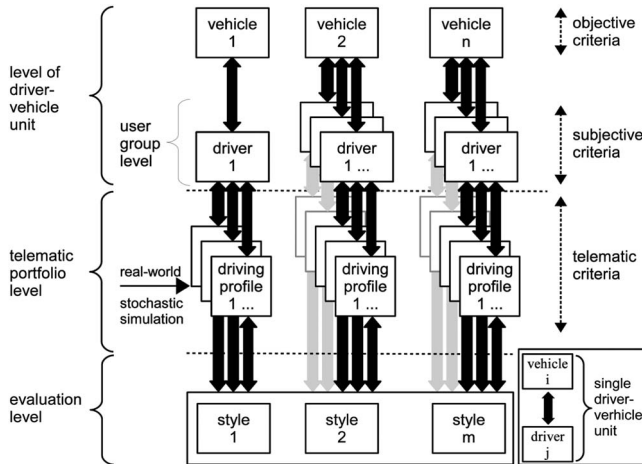 vehicle
1
vehicle
2
vehicle
n
objective
criteria
level of
driver-
vehicle
unit
user
group
level
driver
1
driver
1 ...
driver
1 ...
subjective
criteria
telematic
portfolio
level
real-world
stochastic
simulation
driving
profile
1 ...
driving
profile
1 ...
driving
profile
1 ...
telematic
criteria
evaluation
level
style
1
style
2
style
m
vehicle
i
driver
j
single
driver-
verhicle
unit